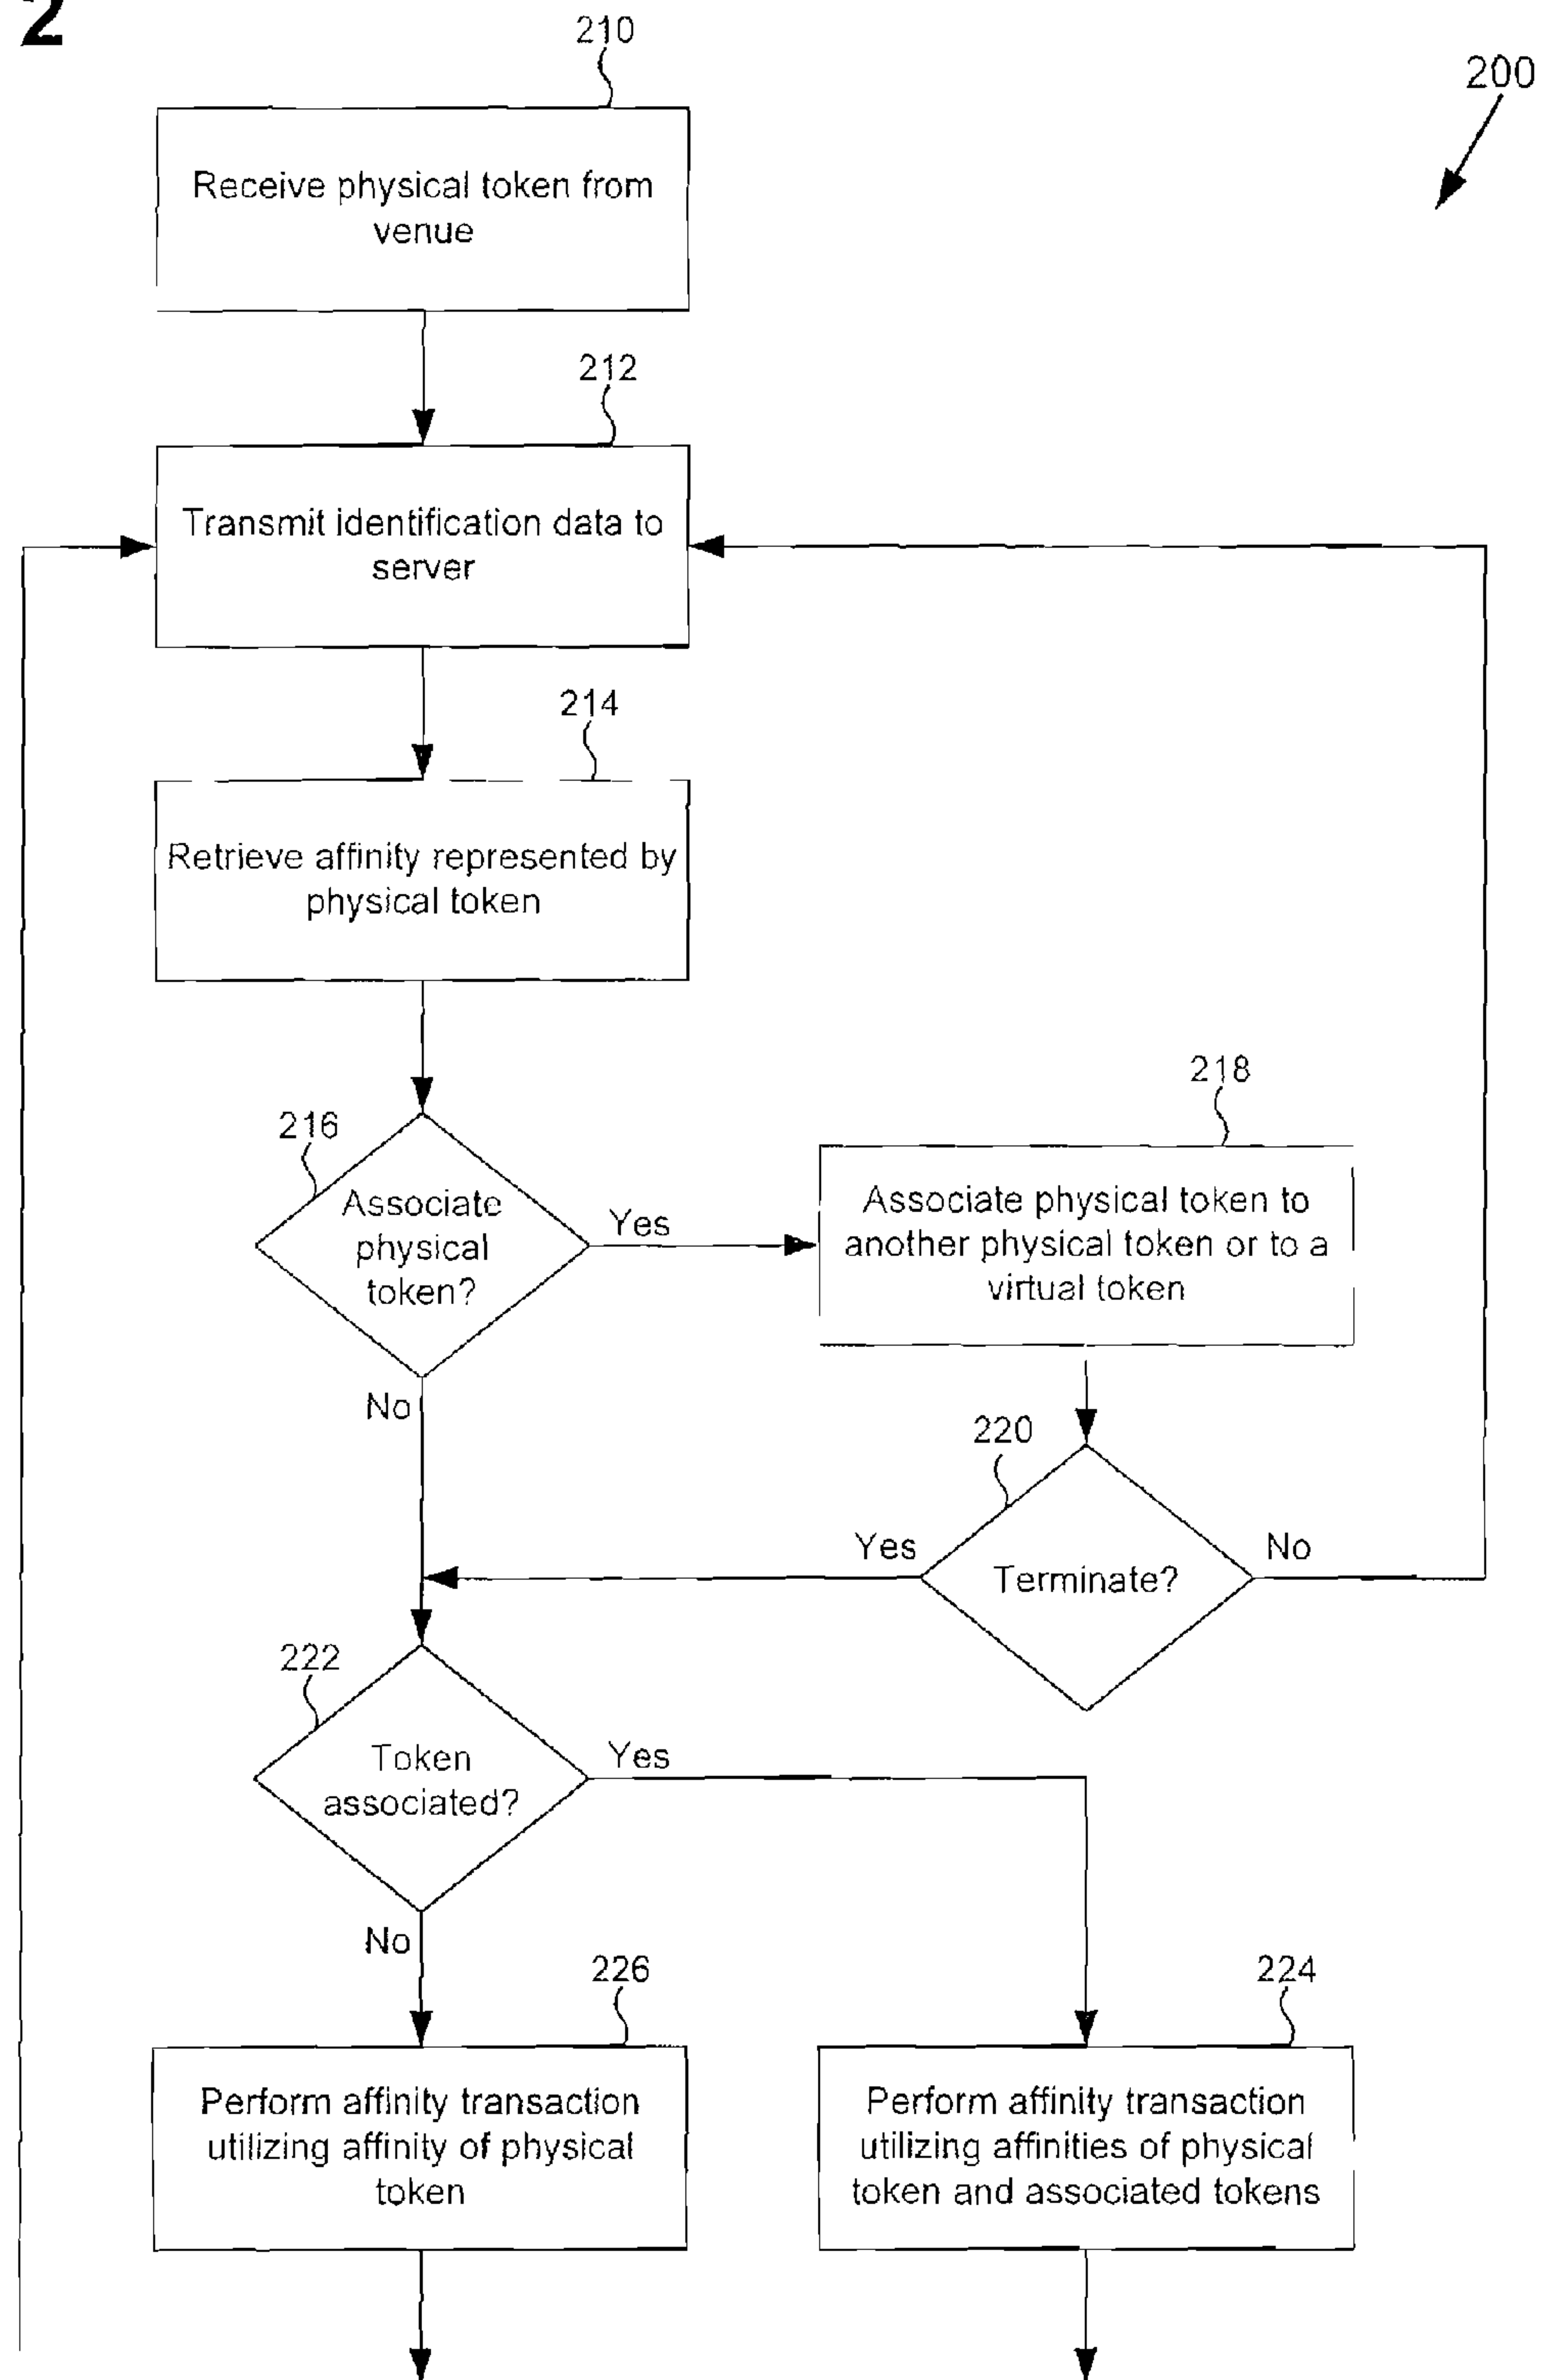 2
210
200
Receive physical token from
venue
212
Transmit identification data to
server
214
Retrieve affinity represented by
physical token
218
216
Associate
physical
token?
Yes
Associate physical token to
another physical token or to a
virtual token
No
220
Yes
Terminate?
No
222
Token
associated?
Yes
No
226
224
Perform affinity transaction
utilizing affinity of physical
token
Perform affinity transaction
utilizing affinities of physical
token and associated tokens